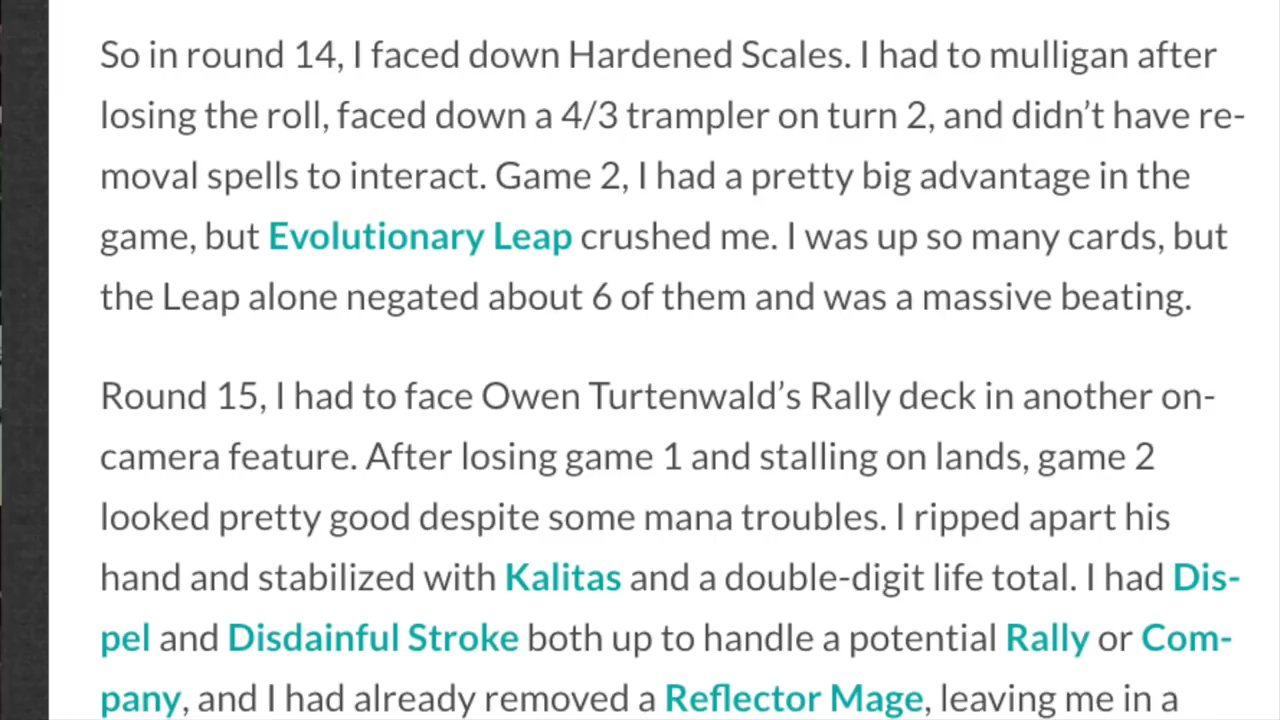 So in round 14, I faced down Hardened Scales. I had to mulligan after
losing the roll, faced down a 4/3 trampler on turn 2, and didn’t have re-
moval spells to interact. Game 2, I had a pretty big advantage in the
game, but Evolutionary Leap crushed me. I was up so many cards, but
the Leap alone negated about 6 of them and was a massive beating.
Round 15, I had to face Owen Turtenwald’s Rally deck in another on-
camera feature. After losing game 1 and stalling on lands, game 2
looked pretty good despite some mana troubles. I ripped apart his
hand and stabilized with Kalitas and a double-digit life total. I had Dis-
pel and Disdainful Stroke both up to handle a potential Rally or Com-
pany, and I had already removed a Reflector Mage, leaving me in a